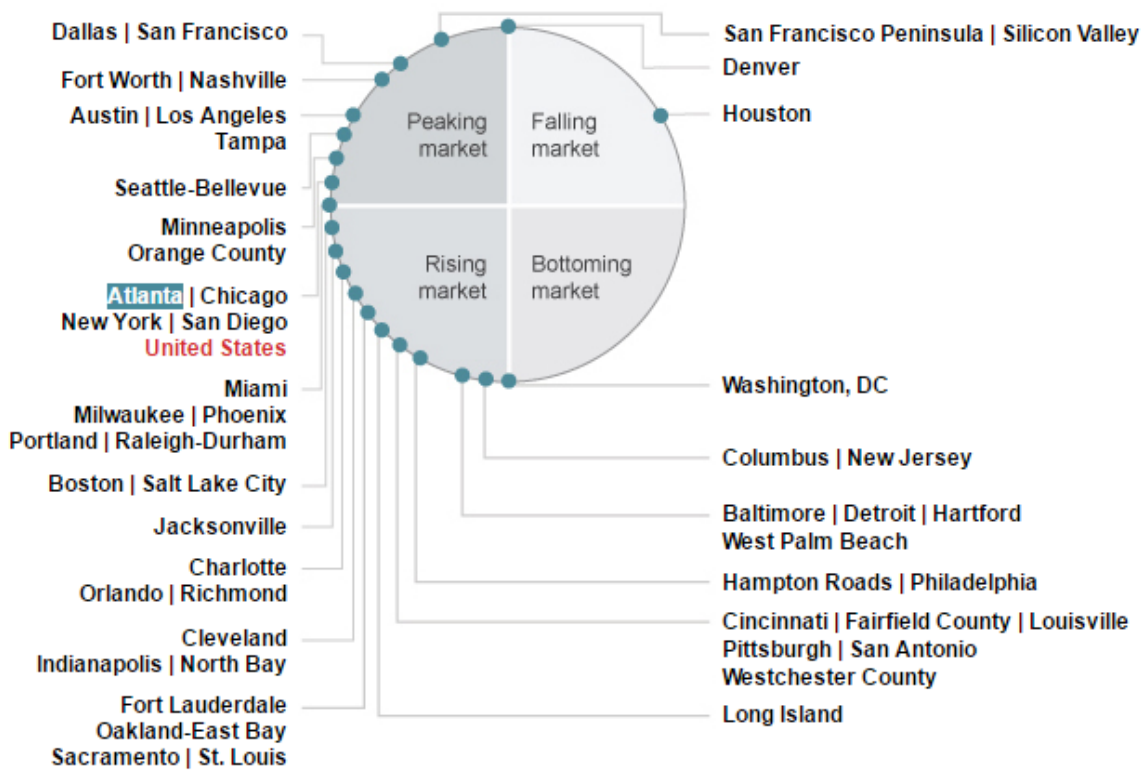 Dallas | San Francisco
Fort Worth | Nashville
Austin | Los Angeles
Tampa
Seattle-Bellevue
Minneapolis
Orange County
Atlanta | Chicago
New York | San Diego
United States
Miami
Milwaukee | Phoenix
Portland | Raleigh-Durham
Boston | Salt Lake City
Jacksonville
Charlotte
Orlando | Richmond
Cleveland
Indianapolis | North Bay
Fort Lauderdale
Oakland-East Bay
Sacramento | St. Louis
Peaking
market
Falling
market
Rising
market
Bottoming
market
San Francisco Peninsula | Silicon Valley
Denver
Houston
Washington, DC
Columbus | New Jersey
Baltimore | Detroit | Hartford
West Palm Beach
Hampton Roads | Philadelphia
Cincinnati | Fairfield County | Louisville
Pittsburgh | San Antonio
Westchester County
Long Island